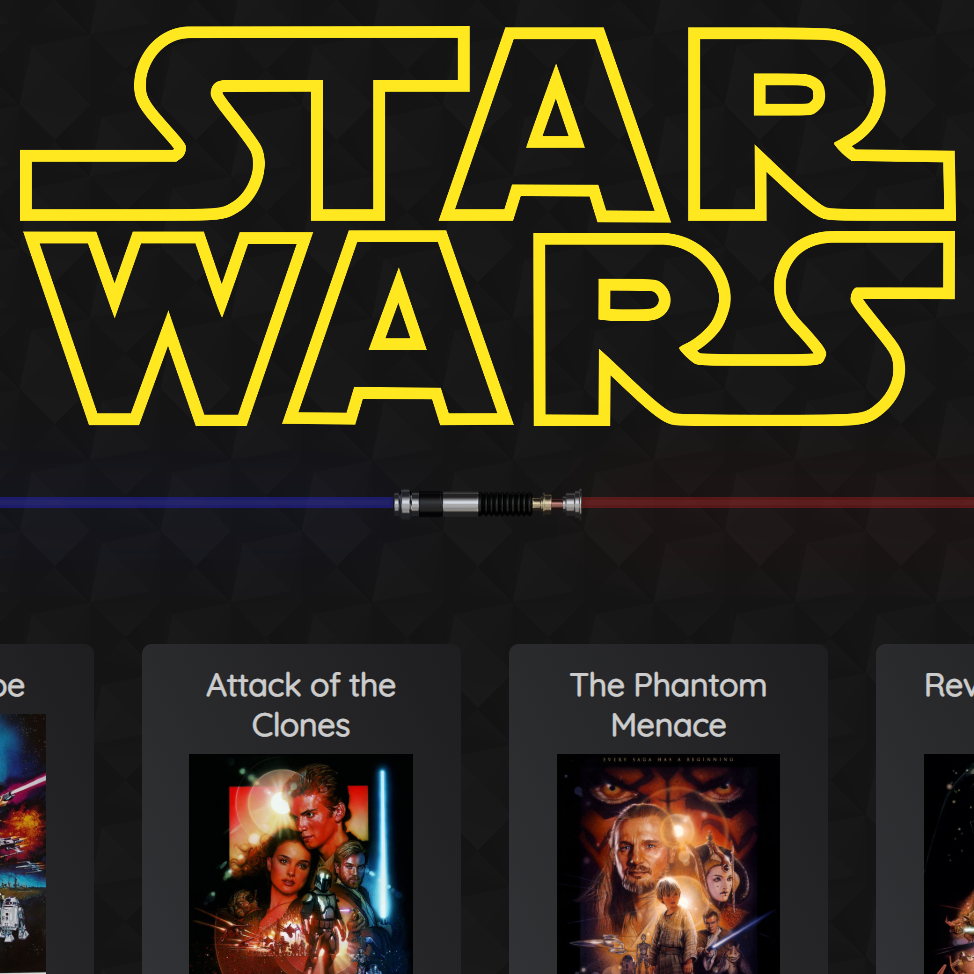 STAR
WARS
pe
Attack of the
Clones
The Phantom
Menace
Rev
EVERY SAGA HAS A BEGINNING